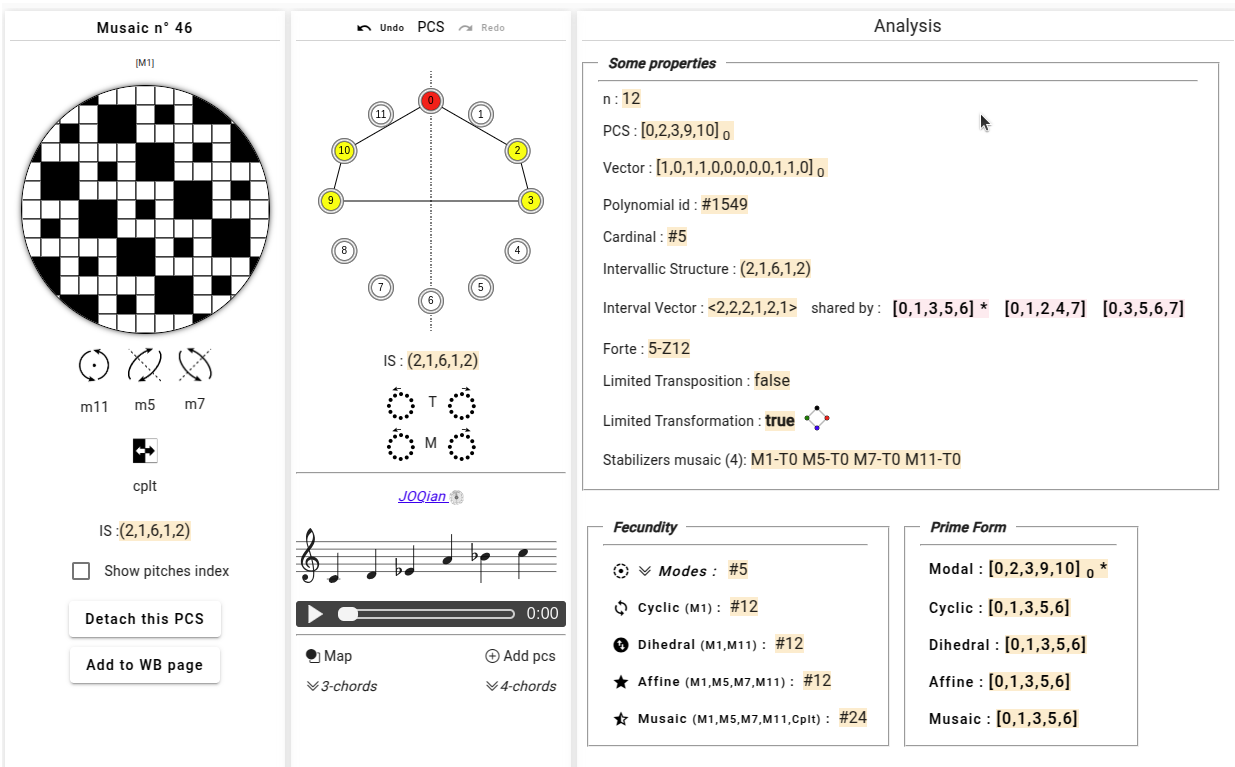 Musaic n° 46
[M1]
m11 m5 m7
cplt
IS :(2,1,6,1,2)
Show pitches index
Detach this PCS
Add to WB page
Undo PCS Redo
0
11 1
10 2
9 3
8 4
7 5
6
IS : (2,1,6,1,2)
T
M
JOQian
0:00
Map Add pcs
3-chords 4-chords
Analysis
Some properties
n : 12
PCS : [0,2,3,9,10] 0
Vector : [1,0,1,1,0,0,0,0,0,1,1,0] 0
Polynomial id : #1549
Cardinal : #5
Intervallic Structure : (2,1,6,1,2)
Interval Vector : <2,2,2,1,2,1> shared by : [0,1,3,5,6] * [0,1,2,4,7] [0,3,5,6,7]
Forte : 5-Z12
Limited Transposition : false
Limited Transformation : true
Stabilizers musaic (4): M1-T0 M5-T0 M7-T0 M11-T0
Fecundity
Modes : #5
Cyclic (M1) : #12
Dihedral (M1,M11) : #12
Affine (M1,M5,M7,M11) : #12
Musaic (M1,M5,M7,M11,Cplt) : #24
Prime Form
Modal : [0,2,3,9,10] 0 *
Cyclic : [0,1,3,5,6]
Dihedral : [0,1,3,5,6]
Affine : [0,1,3,5,6]
Musaic : [0,1,3,5,6]